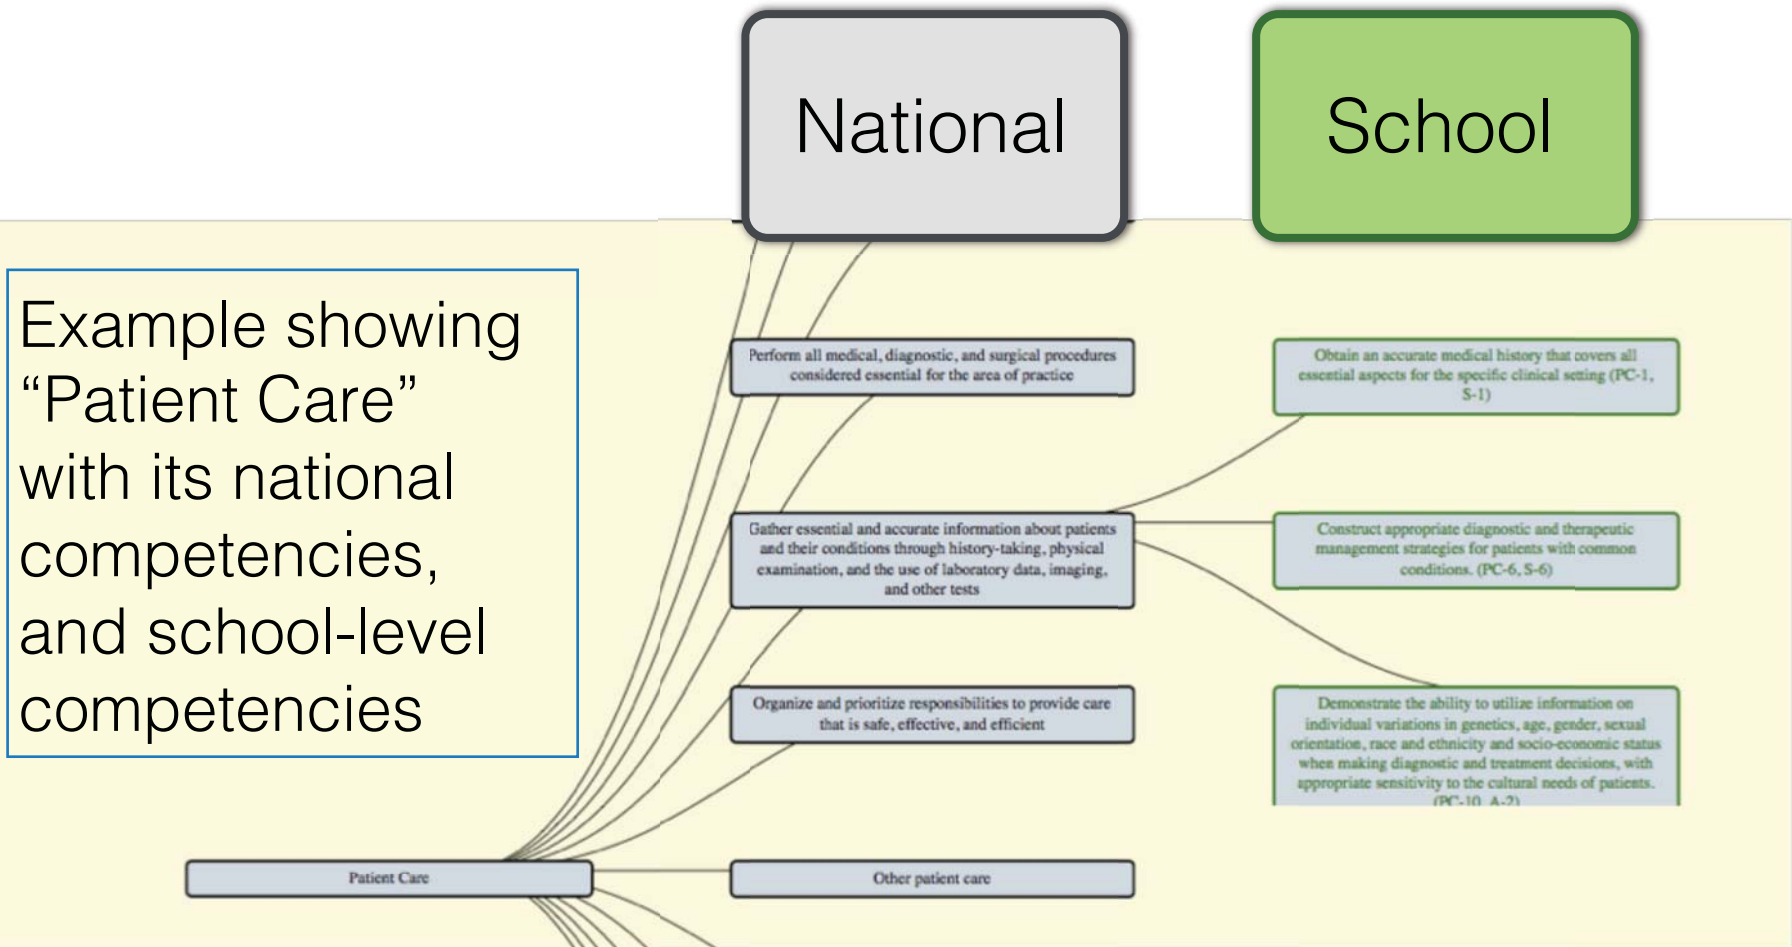 National
School
Example showing
“Patient Care”
with its national
competencies,
and school-level
competencies
Perform all medical, diagnostic, and surgical procedures
considered essential for the area of practice
Obtain an accurate medical history that covers all
essential aspects for the specific clinical setting (PC-1,
S-1)
Gather essential and accurate information about patients
and their conditions through history-taking, physical
examination, and the use of laboratory data, imaging,
and other tests
Construct appropriate diagnostic and therapeutic
management strategies for patients with common
conditions. (PC-6, S-6)
Organize and prioritize responsibilities to provide care
that is safe, effective, and efficient
Demonstrate the ability to utilize information on
individual variations in genetics, age, gender, sexual
orientation, race and ethnicity and socio-economic status
when making diagnostic and treatment decisions, with
appropriate sensitivity to the cultural needs of patients.
(PC-10, A-2)
Patient Care
Other patient care